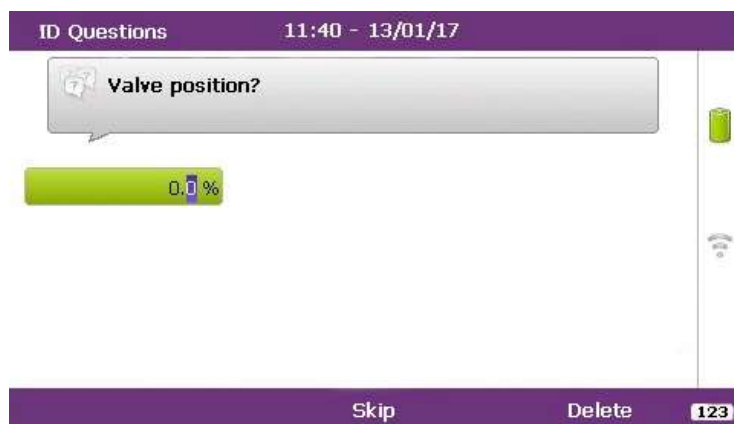 ID Questions 11:40 - 13/01/17
Valve position?
0.0 %
Skip Delete 123